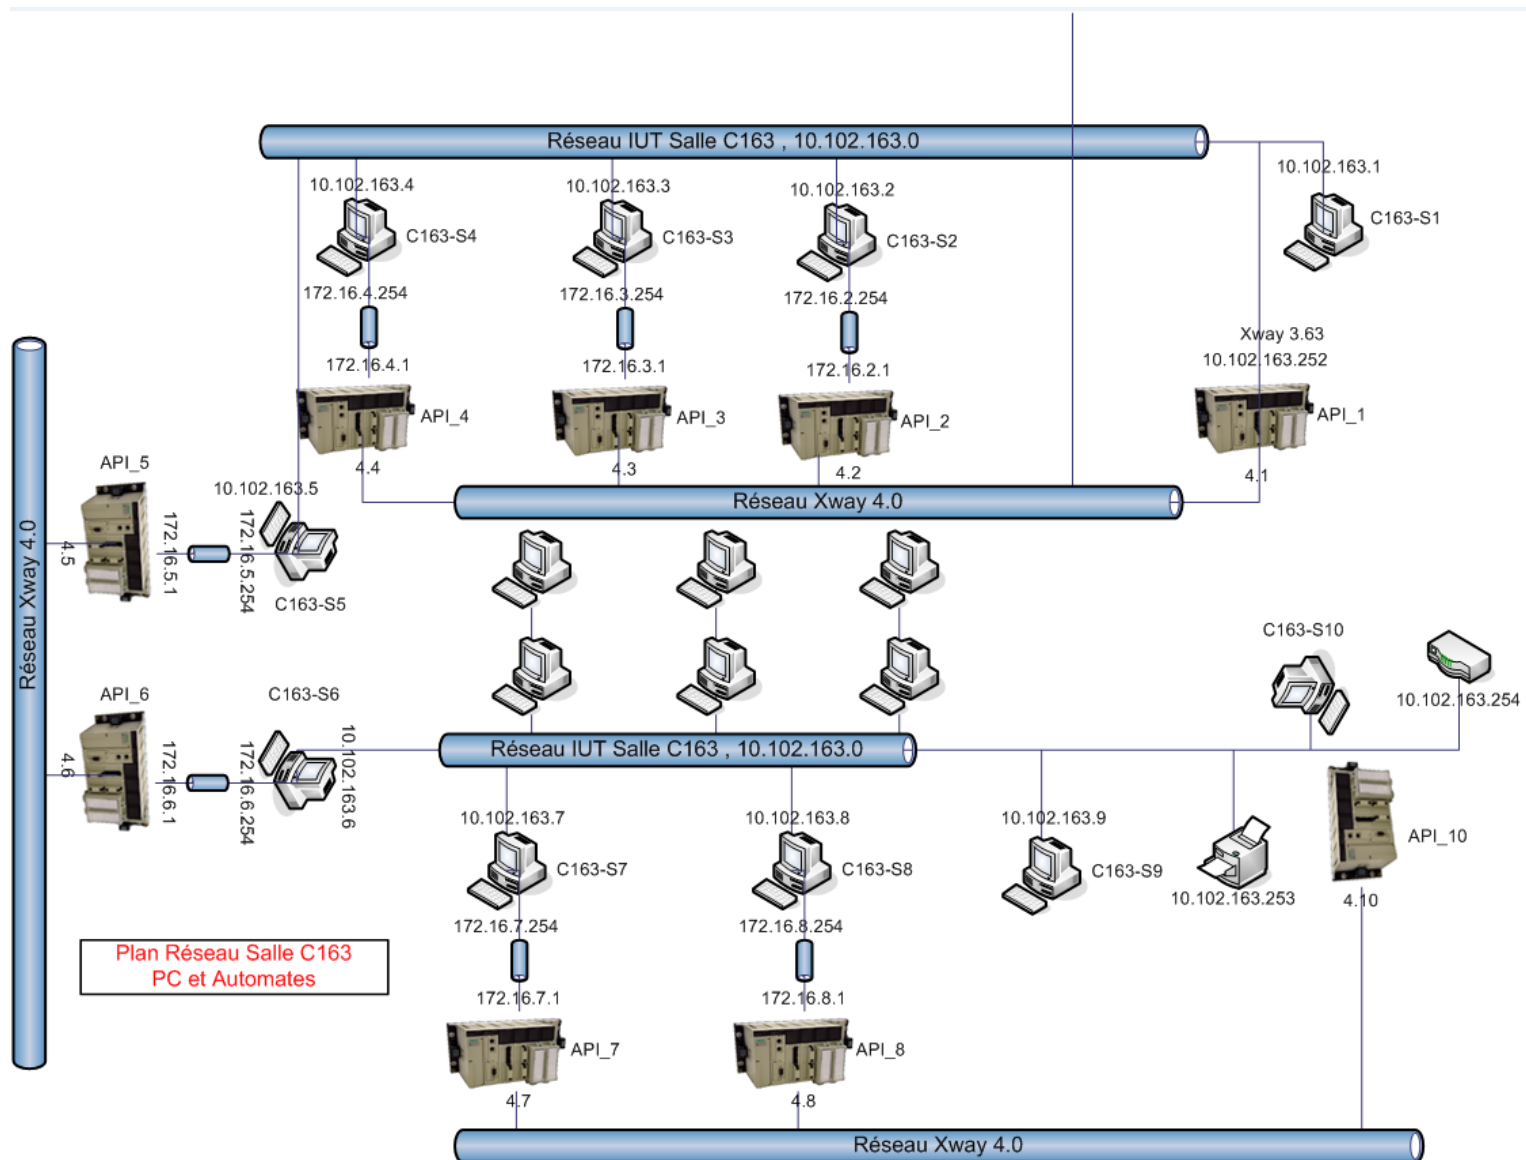 Réseau IUT Salle C163 , 10.102.163.0
10.102.163.4
10.102.163.3
10.102.163.2
10.102.163.1
C163-S4
C163-S3
C163-S2
C163-S1
172.16.4.254
172.16.3.254
172.16.2.254
Xway 3.63
10.102.163.252
172.16.4.1
172.16.3.1
172.16.2.1
API_4
API_3
API_2
API_1
4.4
4.3
4.2
4.1
Réseau Xway 4.0
Réseau Xway 4.0
API_5
4.5
172.16.5.1
172.16.5.254
10.102.163.5
C163-S5
API_6
4.6
172.16.6.1
172.16.6.254
C163-S6
10.102.163.6
C163-S10
10.102.163.254
Réseau IUT Salle C163 , 10.102.163.0
10.102.163.7
10.102.163.8
10.102.163.9
C163-S7
C163-S8
C163-S9
10.102.163.253
API_10
4.10
172.16.7.254
172.16.8.254
172.16.7.1
172.16.8.1
API_7
API_8
4.7
4.8
Réseau Xway 4.0
Plan Réseau Salle C163
PC et Automates